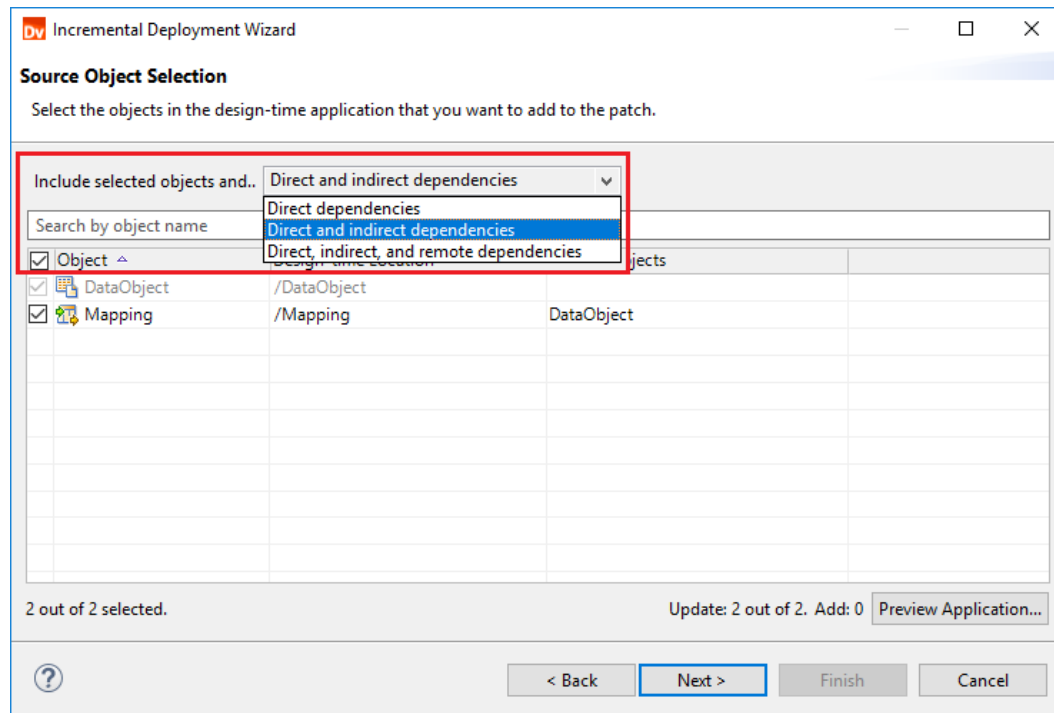 Dv Incremental Deployment Wizard
Source Object Selection
Select the objects in the design-time application that you want to add to the patch.
Include selected objects and.. Direct and indirect dependencies
Direct dependencies
Search by object name
Direct and indirect dependencies
Direct, indirect, and remote dependencies
Object
DataObject /DataObject
Mapping /Mapping DataObject
2 out of 2 selected. Update: 2 out of 2. Add: 0 Preview Application...
? < Back Next > Finish Cancel